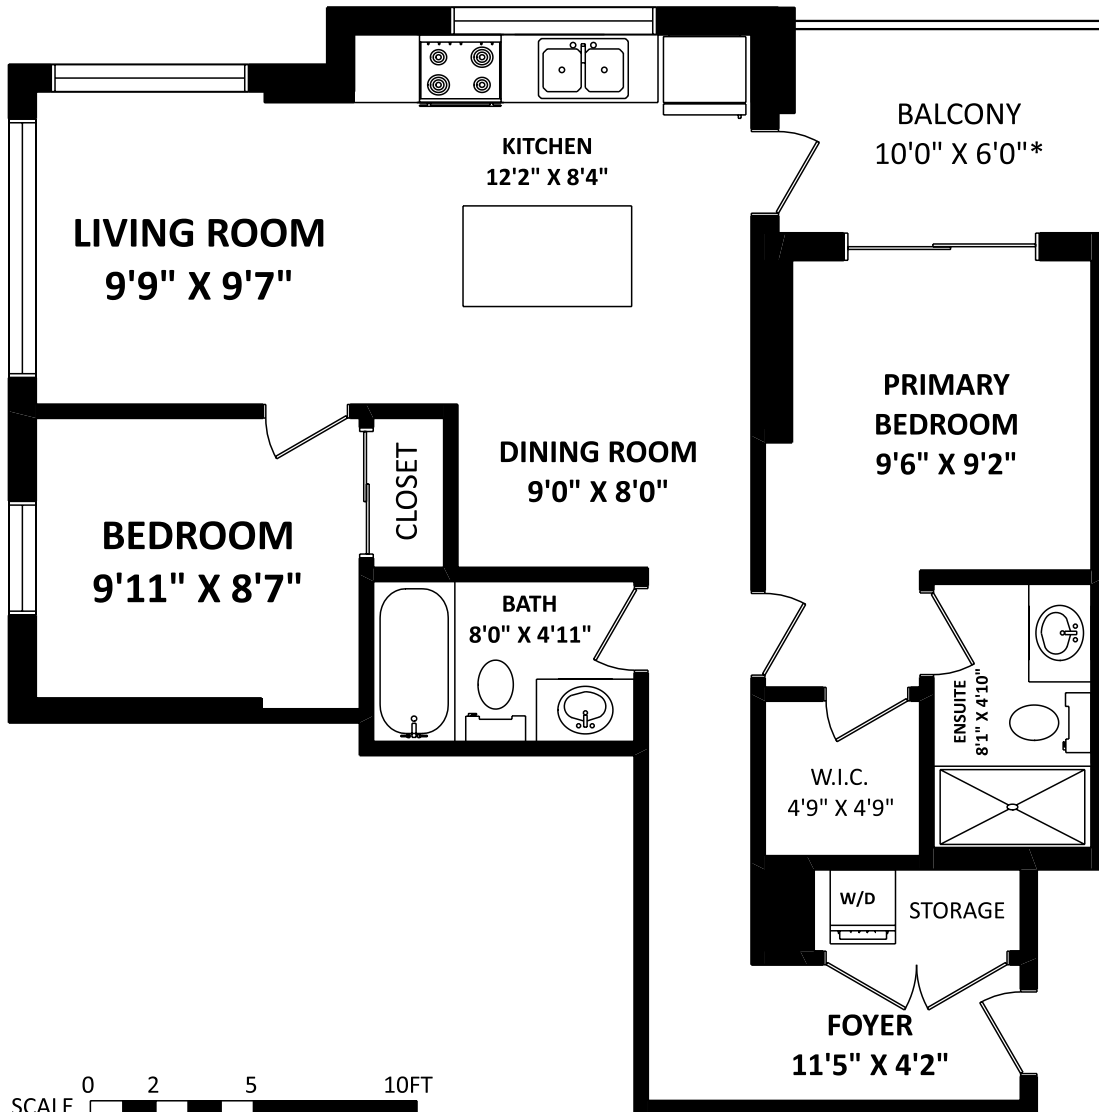 KITCHEN
12'2" X 8'4"
BALCONY
10'0" X 6'0"*
LIVING ROOM
9'9" X 9'7"
PRIMARY
BEDROOM
9'6" X 9'2"
DINING ROOM
9'0" X 8'0"
CLOSET
BEDROOM
9'11" X 8'7"
BATH
8'0" X 4'11"
ENSUITE
8'1" X 4'10"
W.I.C.
4'9" X 4'9"
W/D
STORAGE
FOYER
11'5" X 4'2"
0 2 5 10FT
SCALE